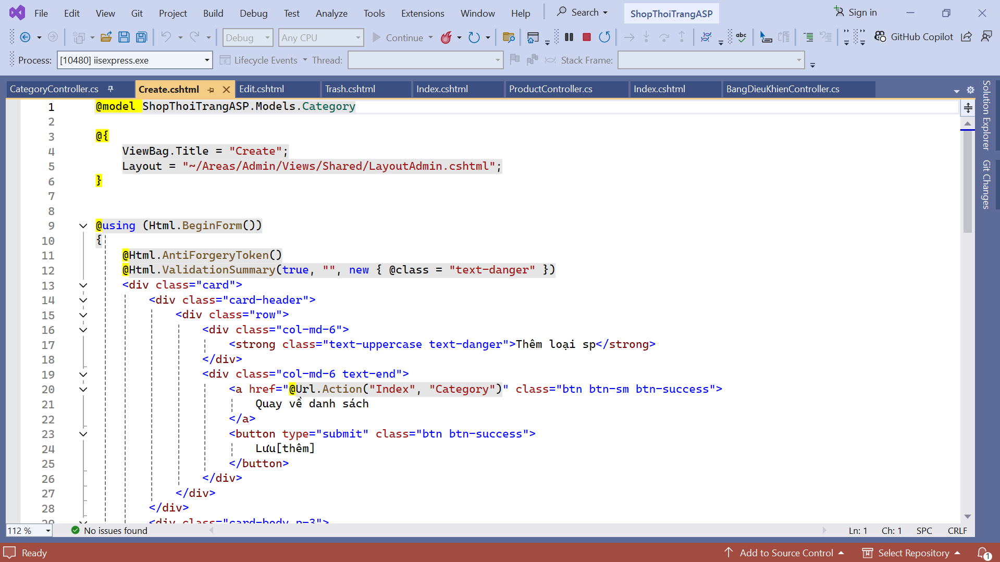 File Edit View Git Project Build Debug Test Analyze Tools Extensions Window Help Search ShopThoiTrangASP Sign in
Debug Any CPU Continue GitHub Copilot
Process: [10480] iisexpress.exe Lifecycle Events Thread: Stack Frame:
CategoryController.cs Create.cshtml Edit.cshtml Trash.cshtml Index.cshtml ProductController.cs Index.cshtml BangDieuKhienController.cs
1 @model ShopThoiTrangASP.Models.Category
2
3 @{
4 ViewBag.Title = "Create";
5 Layout = "~/Areas/Admin/Views/Shared/LayoutAdmin.cshtml";
6 }
7
8
9 @using (Html.BeginForm())
10 {
11 @Html.AntiForgeryToken()
12 @Html.ValidationSummary(true, "", new { @class = "text-danger" })
13 <div class="card">
14 <div class="card-header">
15 <div class="row">
16 <div class="col-md-6">
17 <strong class="text-uppercase text-danger">Thêm loại sp</strong>
18 </div>
19 <div class="col-md-6 text-end">
20 <a href="@Url.Action("Index", "Category")" class="btn btn-sm btn-success">
21 Quay về danh sách
22 </a>
23 <button type="submit" class="btn btn-success">
24 Lưu[thêm]
25 </button>
26 </div>
27 </div>
28 </div>
29 <div class="card-body p-3">
Solution Explorer
Git Changes
112 % No issues found Ln: 1 Ch: 1 SPC CRLF
Ready Add to Source Control Select Repository 1